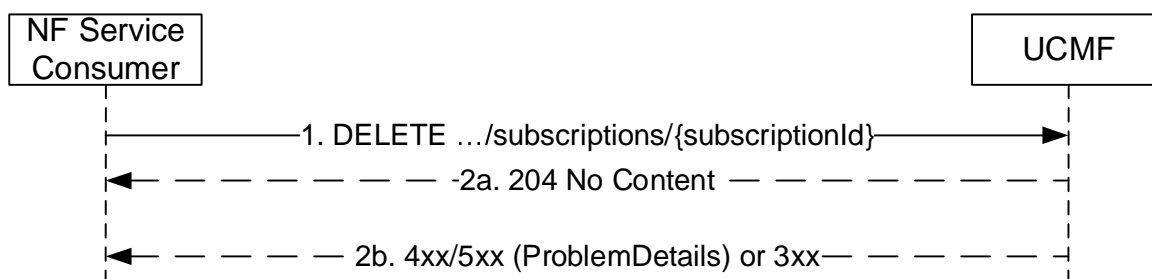 NF Service
Consumer
UCMF
1. DELETE …/subscriptions/{subscriptionId}
2a. 204 No Content
2b. 4xx/5xx (ProblemDetails) or 3xx